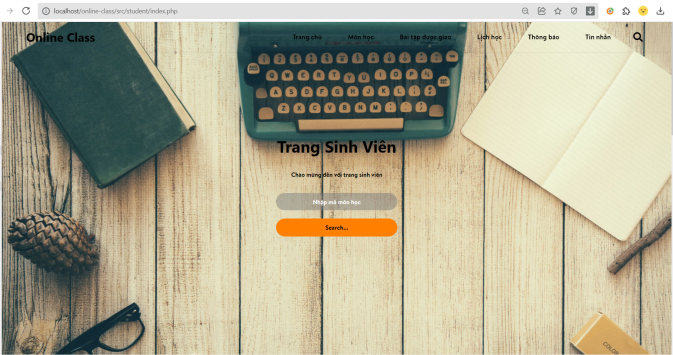 localhost/online-class/src/student/index.php
Online Class
Trang chủ Môn học Bài tập được giao Lịch học Thông báo Tin nhắn
Q W E R T Y U I O P
A S D F G H J K L
Z X C V B N M
Trang Sinh Viên
Chào mừng đến với trang sinh viên
Nhập mã môn học
Search...